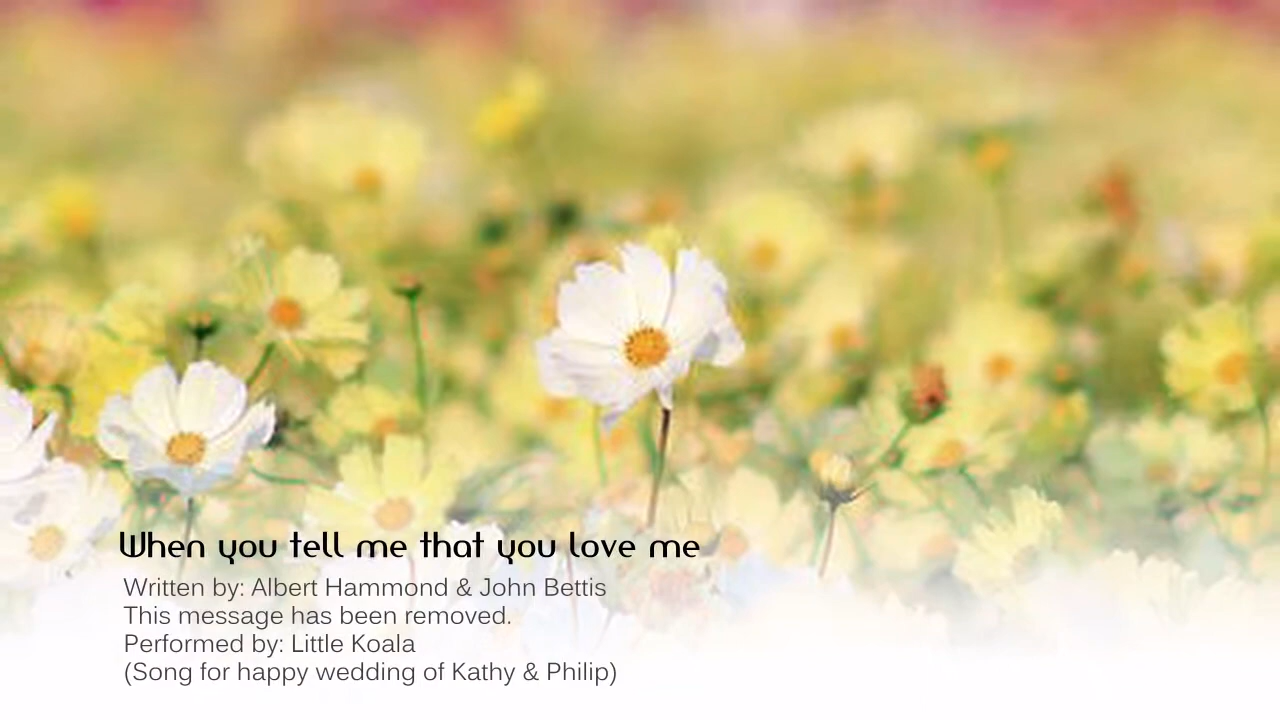 When you tell me that you love me
Written by: Albert Hammond & John Bettis
This message has been removed.
Performed by: Little Koala
(Song for happy wedding of Kathy & Philip)